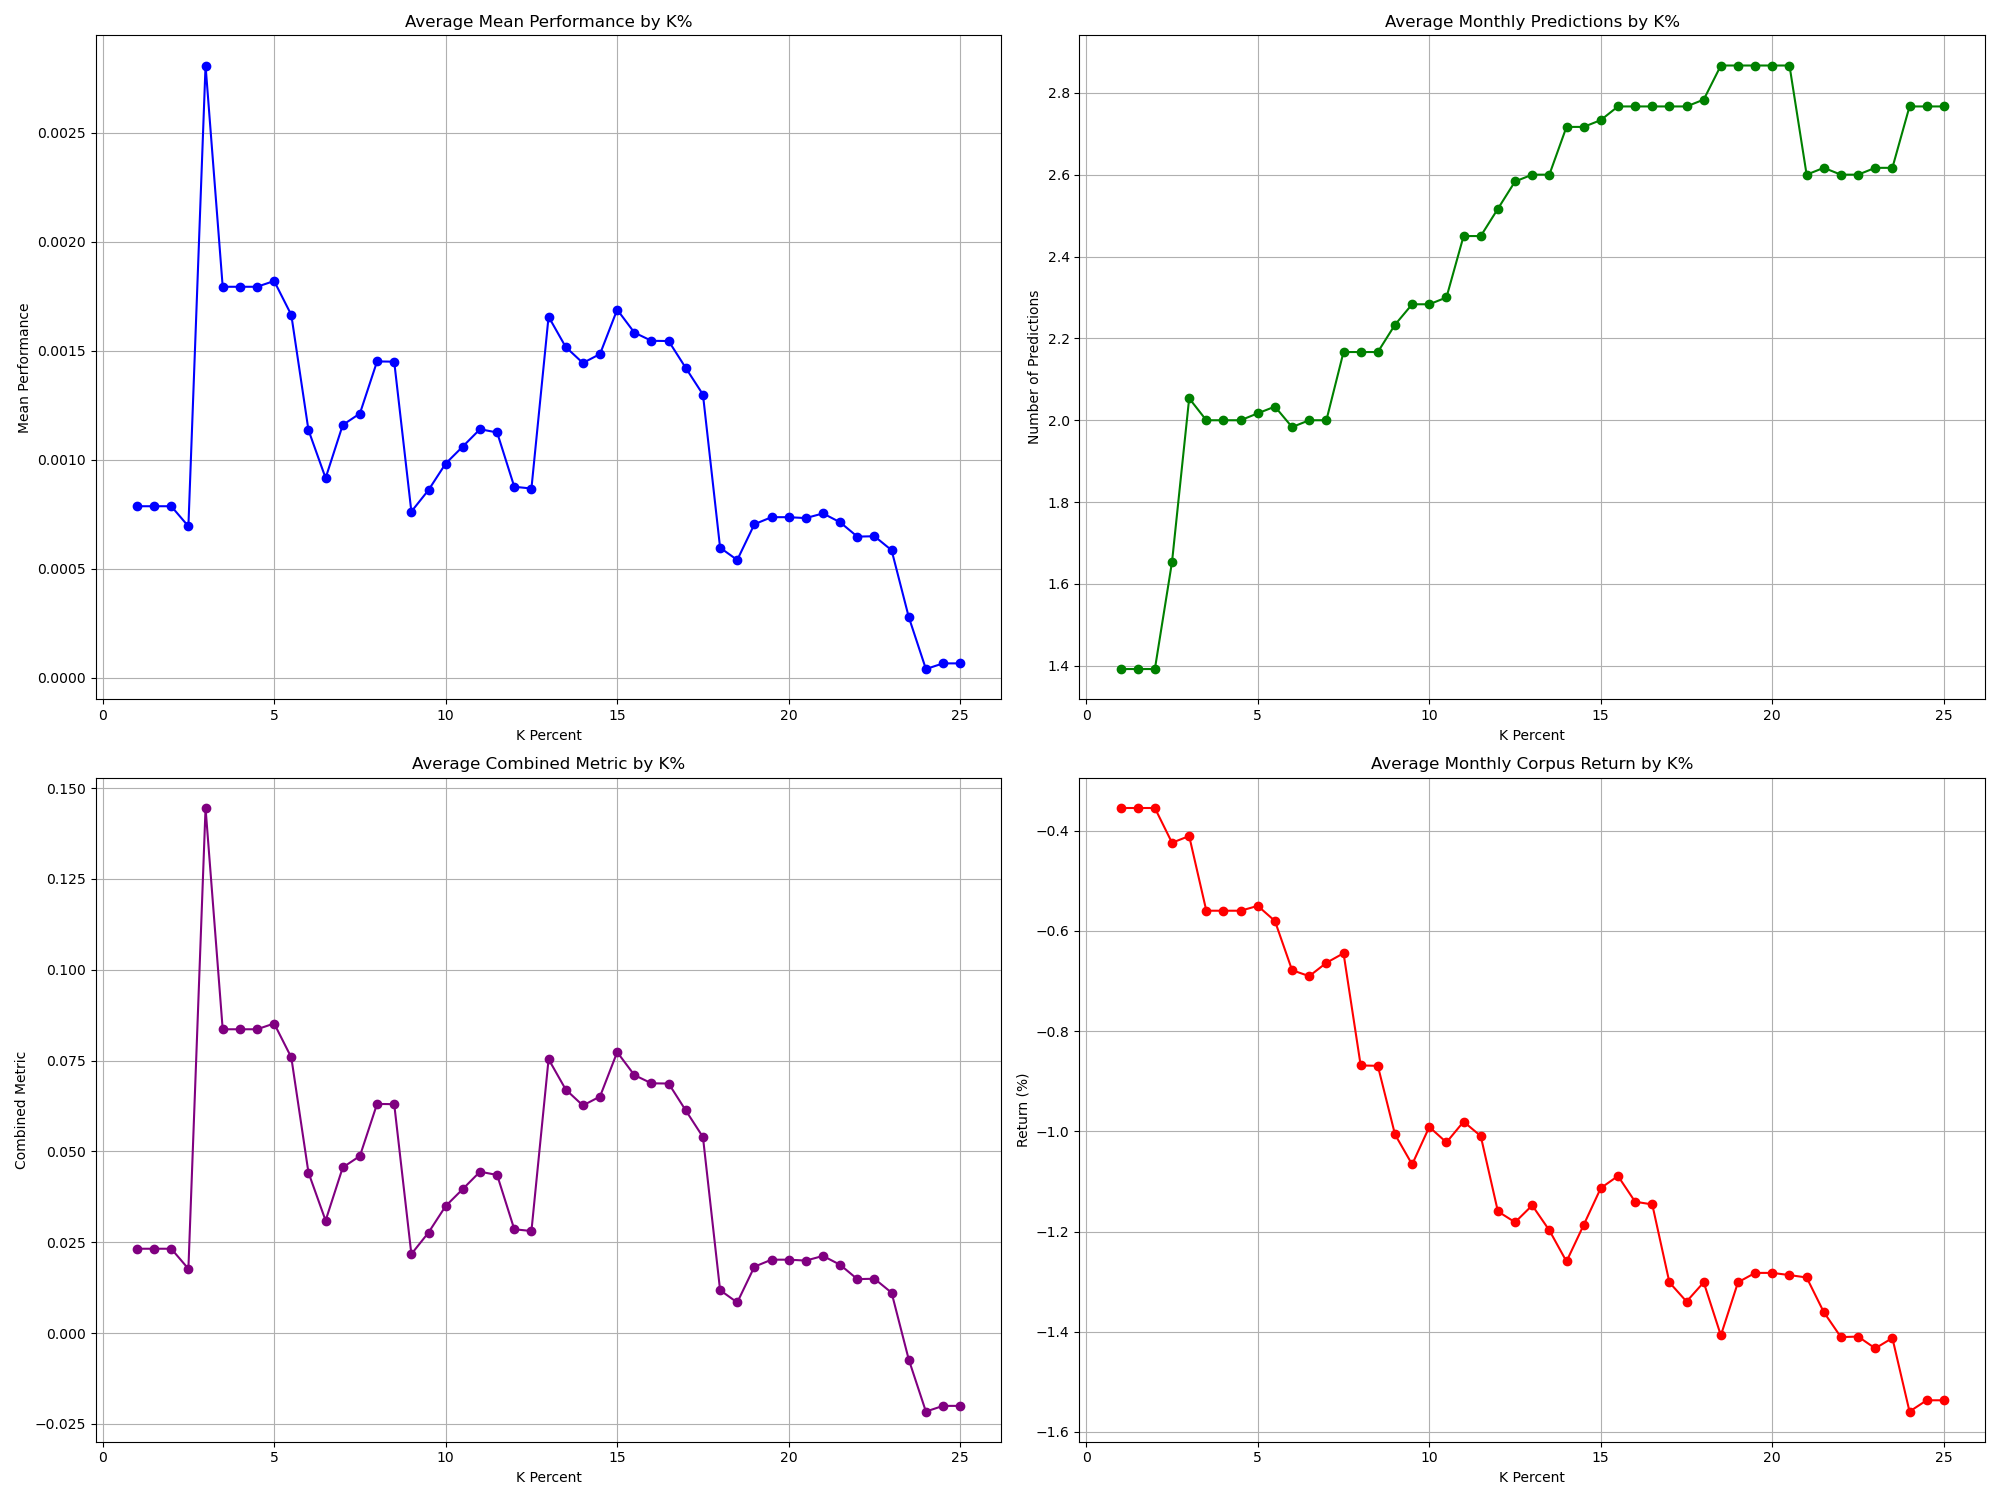 Average Mean Performance by K%
Mean Performance
0.0025
0.0020
0.0015
0.0010
0.0005
0.0000
0 5 10 15 20 25
K Percent
Average Monthly Predictions by K%
Number of Predictions
2.8
2.6
2.4
2.2
2.0
1.8
1.6
1.4
0 5 10 15 20 25
K Percent
Average Combined Metric by K%
Combined Metric
0.150
0.125
0.100
0.075
0.050
0.025
0.000
−0.025
0 5 10 15 20 25
K Percent
Average Monthly Corpus Return by K%
Return (%)
−0.4
−0.6
−0.8
−1.0
−1.2
−1.4
−1.6
0 5 10 15 20 25
K Percent